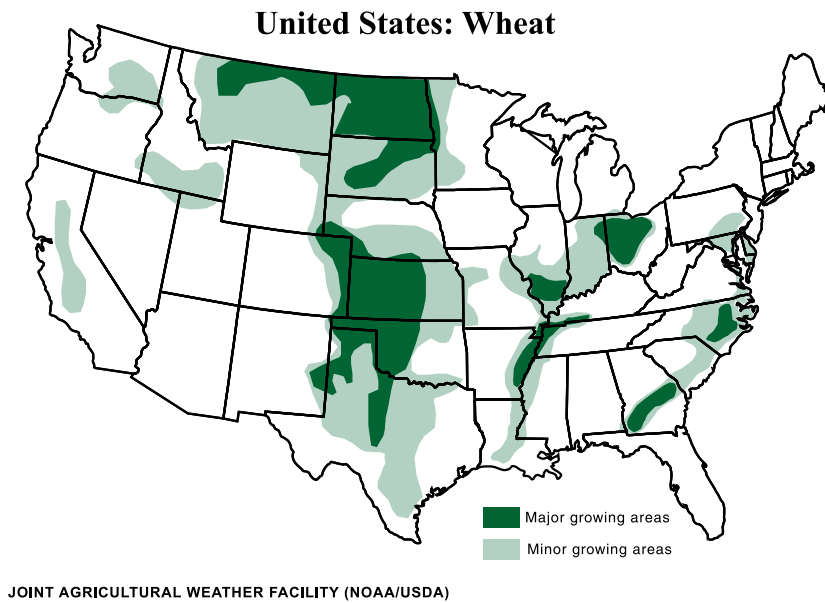 United States: Wheat
Major growing areas
Minor growing areas
JOINT AGRICULTURAL WEATHER FACILITY (NOAA/USDA)